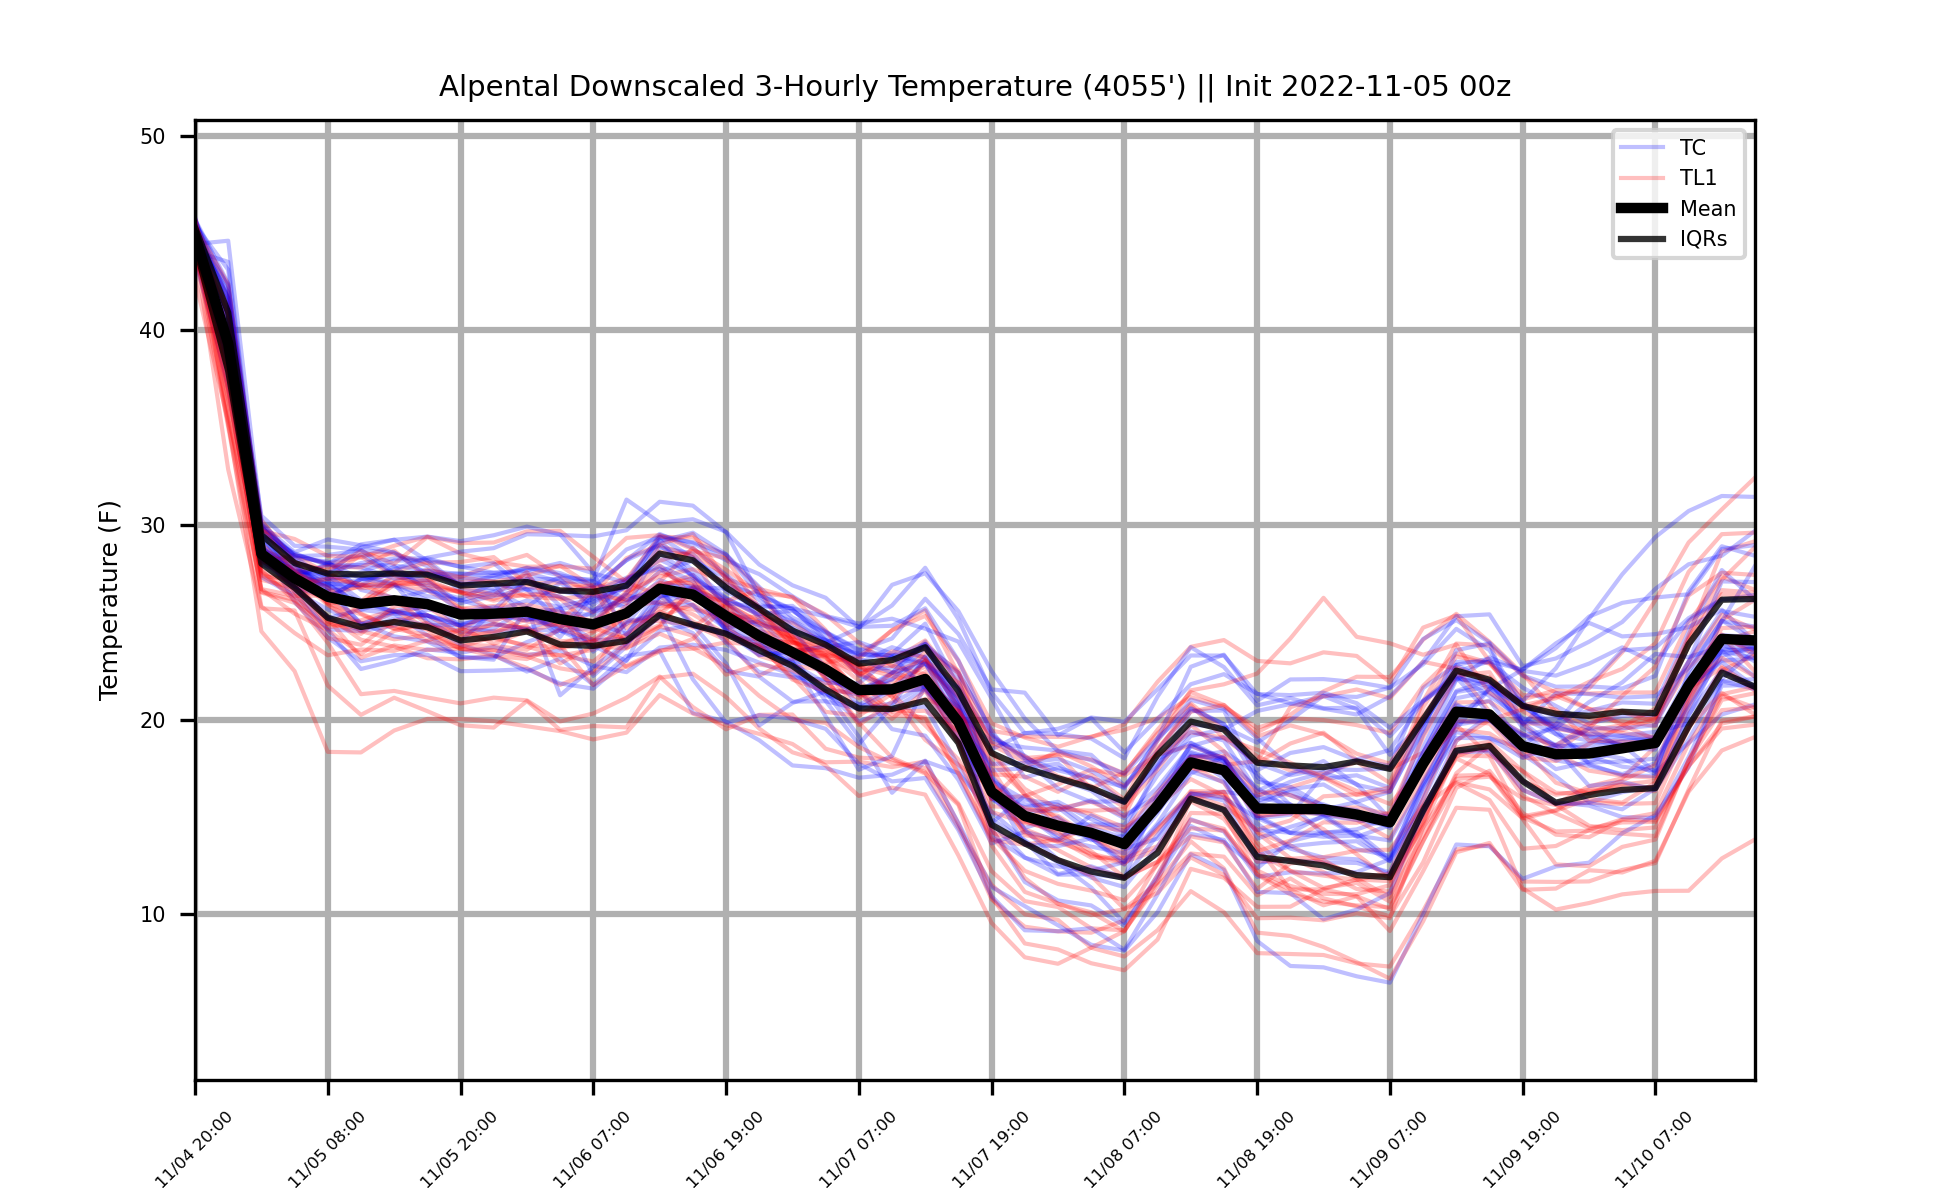 Alpental Downscaled 3-Hourly Temperature (4055') || Init 2022-11-05 00z
TC
TL1
Mean
IQRs
Temperature (F)
50
40
30
20
10
11/04 20:00
11/05 08:00
11/05 20:00
11/06 07:00
11/06 19:00
11/07 07:00
11/07 19:00
11/08 07:00
11/08 19:00
11/09 07:00
11/09 19:00
11/10 07:00